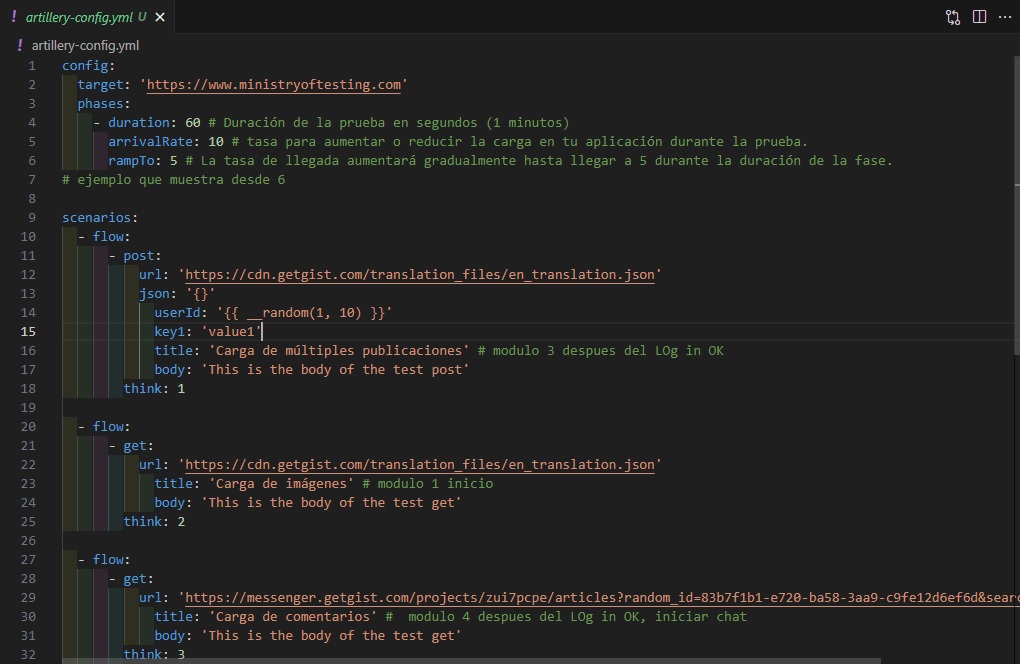 ! artillery-config.yml U ×
! artillery-config.yml
1 config:
2   target: 'https://www.ministryoftesting.com'
3   phases:
4     - duration: 60 # Duración de la prueba en segundos (1 minutos)
5       arrivalRate: 10 # tasa para aumentar o reducir la carga en tu aplicación durante la prueba.
6       rampTo: 5 # La tasa de llegada aumentará gradualmente hasta llegar a 5 durante la duración de la fase.
7 # ejemplo que muestra desde 6
8
9 scenarios:
10   - flow:
11       - post:
12           url: 'https://cdn.getgist.com/translation_files/en_translation.json'
13           json: '{}'
14             userId: '{{ __random(1, 10) }}'
15             key1: 'value1'
16             title: 'Carga de múltiples publicaciones' # modulo 3 despues del LOg in OK
17             body: 'This is the body of the test post'
18         think: 1
19
20   - flow:
21       - get:
22           url: 'https://cdn.getgist.com/translation_files/en_translation.json'
23             title: 'Carga de imágenes' # modulo 1 inicio
24             body: 'This is the body of the test get'
25         think: 2
26
27   - flow:
28       - get:
29           url: 'https://messenger.getgist.com/projects/zui7pcpe/articles?random_id=83b7f1b1-e720-ba58-3aa9-c9fe12d6ef6d&searc
30             title: 'Carga de comentarios' #  modulo 4 despues del LOg in OK, iniciar chat
31             body: 'This is the body of the test get'
32         think: 3